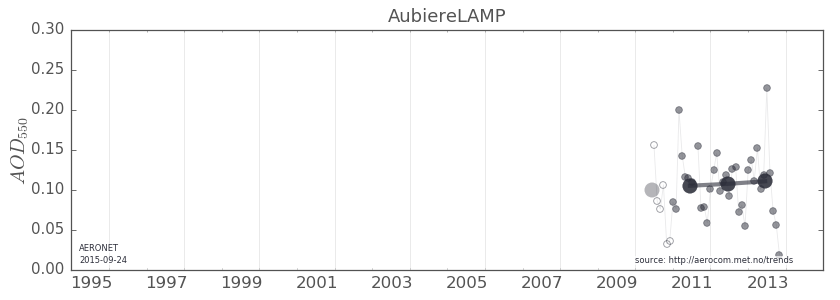 AubiereLAMP
0.30
0.25
0.20
0.15
0.10
0.05
0.00
AOD550
AERONET
2015-09-24
source: http://aerocom.met.no/trends
1995 1997 1999 2001 2003 2005 2007 2009 2011 2013